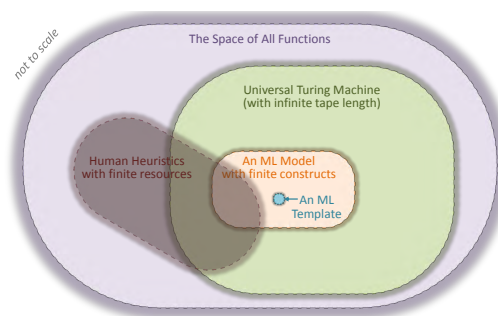 not to scale
The Space of All Functions
Universal Turing Machine
(with infinite tape length)
Human Heuristics
with finite resources
An ML Model
with finite constructs
An ML
Template